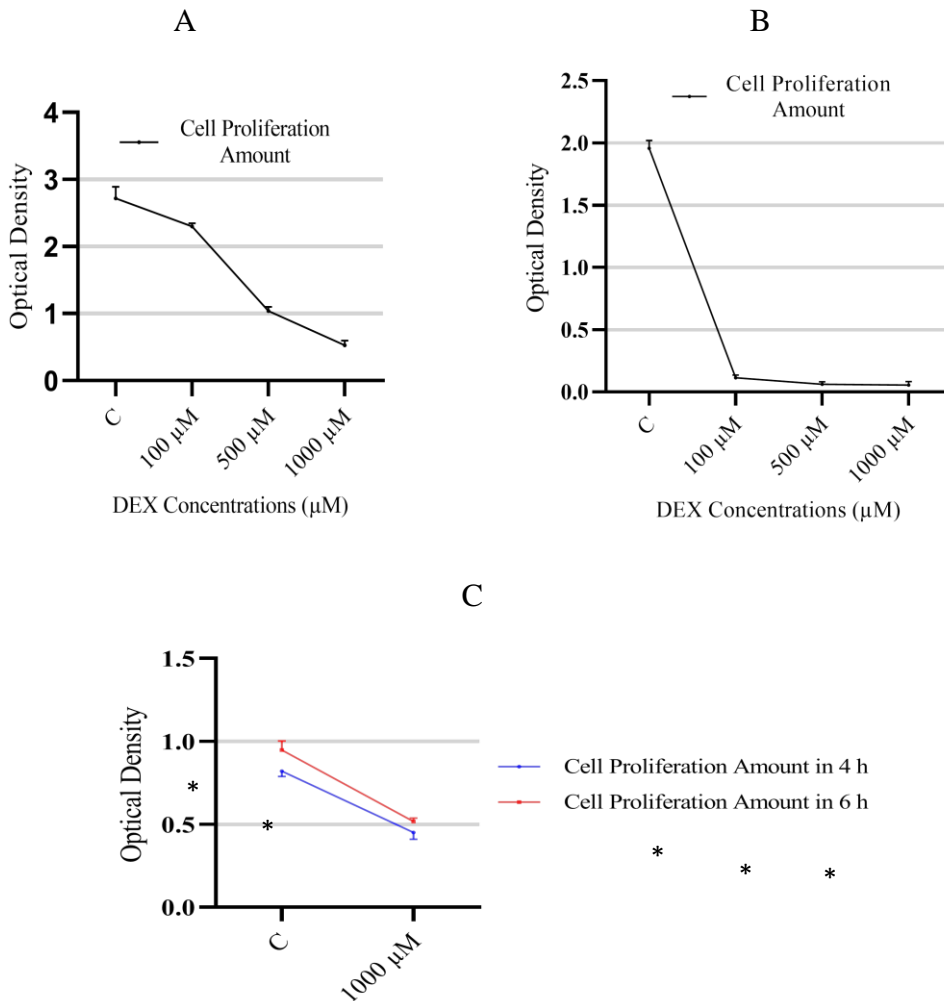 A
4
3
2
1
0
Optical Density
Cell Proliferation
Amount
C
100 µM
500 µM
1000 µM
DEX Concentrations (µM)
B
2.5
2.0
1.5
1.0
0.5
0.0
Optical Density
Cell Proliferation
Amount
C
100 µM
500 µM
1000 µM
DEX Concentrations (µM)
C
1.5
1.0
0.5
0.0
Optical Density
*
*
C
1000 µM
Cell Proliferation Amount in 4 h
Cell Proliferation Amount in 6 h
* * *